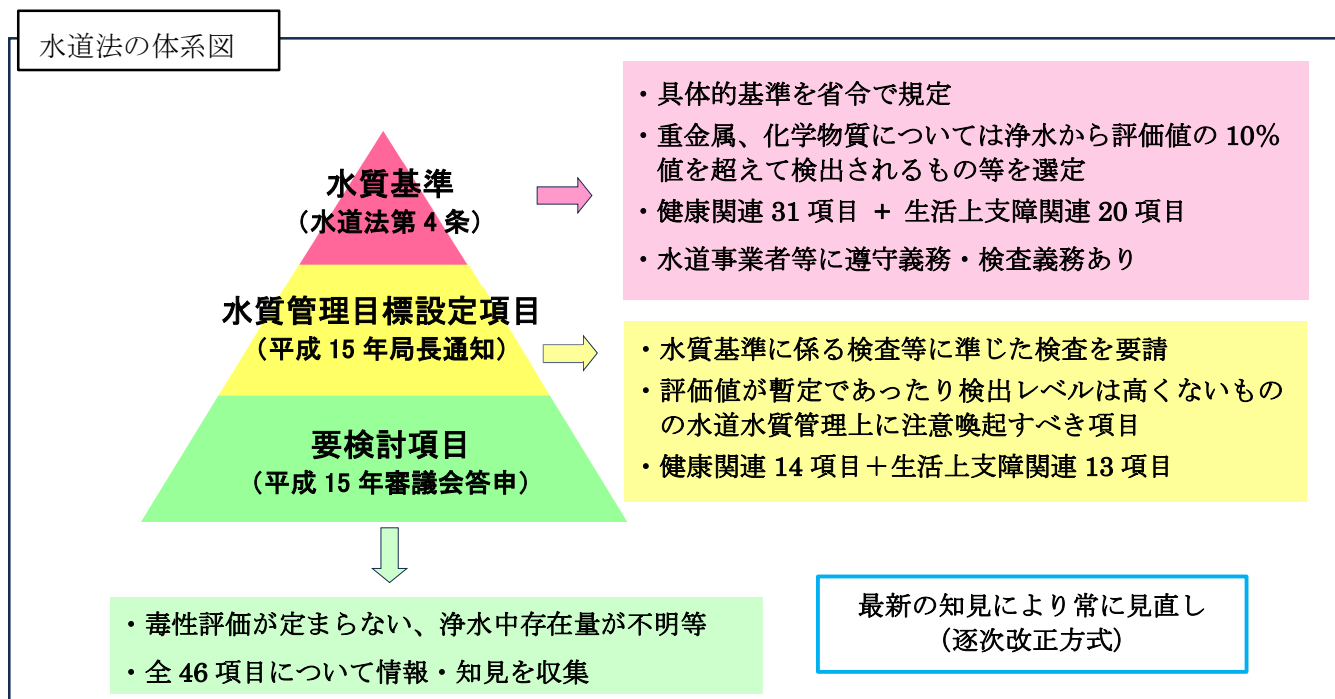 水道法の体系図
水質基準
（水道法第 4 条）
・具体的基準を省令で規定
・重金属、化学物質については浄水から評価値の 10%
値を超えて検出されるもの等を選定
・健康関連 31 項目 + 生活上支障関連 20 項目
・水道事業者等に遵守義務・検査義務あり
水質管理目標設定項目
（平成 15 年局長通知）
・水質基準に係る検査等に準じた検査を要請
・評価値が暫定であったり検出レベルは高くないもの
の水道水質管理上に注意喚起すべき項目
・健康関連 14 項目＋生活上支障関連 13 項目
要検討項目
（平成 15 年審議会答申）
・毒性評価が定まらない、浄水中存在量が不明等
・全 46 項目について情報・知見を収集
最新の知見により常に見直し
(逐次改正方式)